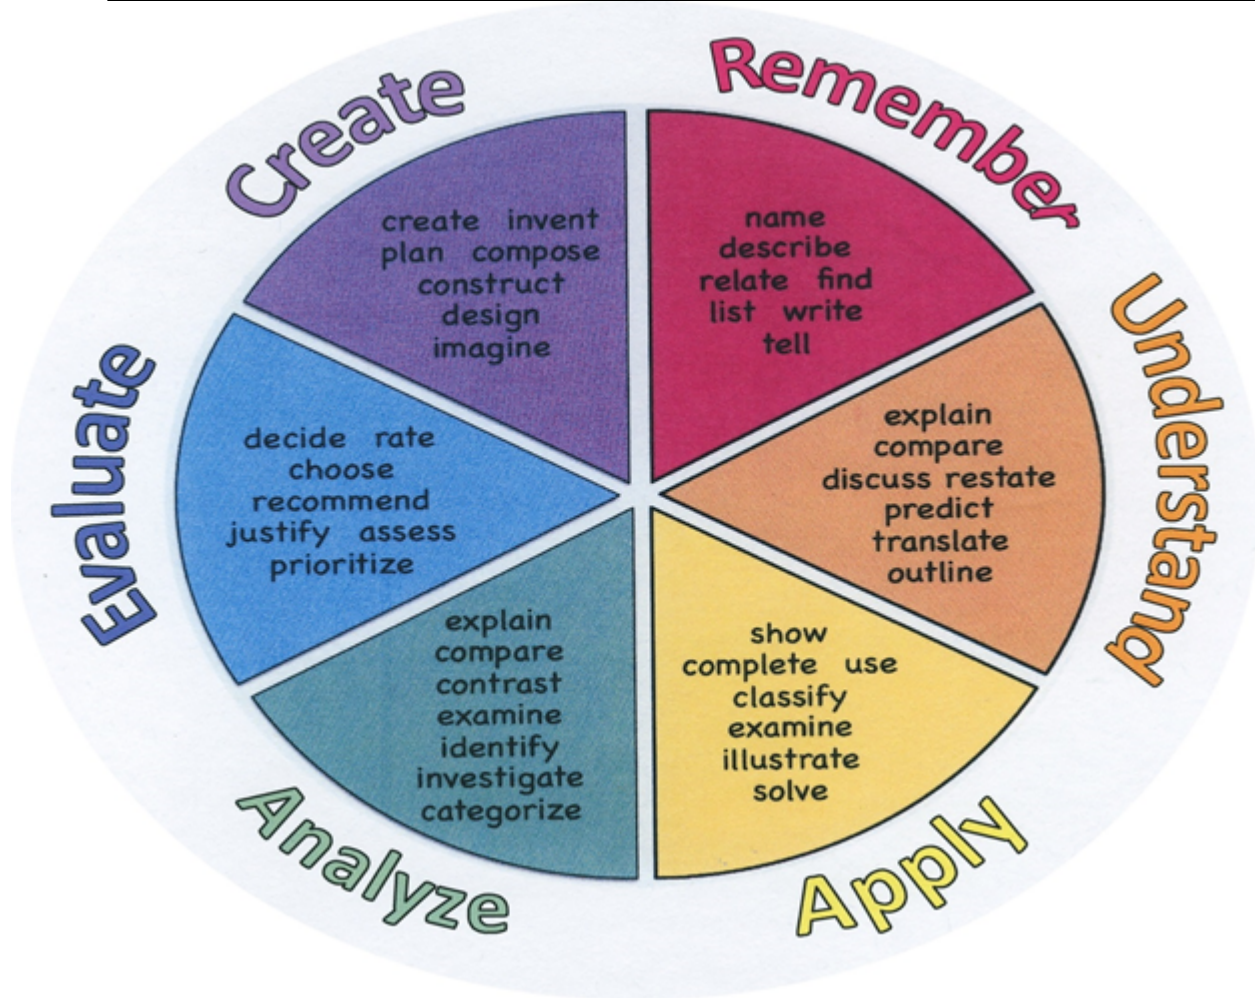 Create
create invent
plan compose
construct
design
imagine
Remember
name
describe
relate find
list write
tell
Understand
explain
compare
discuss restate
predict
translate
outline
Apply
show
complete use
classify
examine
illustrate
solve
Analyze
explain
compare
contrast
examine
identify
investigate
categorize
Evaluate
decide rate
choose
recommend
justify assess
prioritize